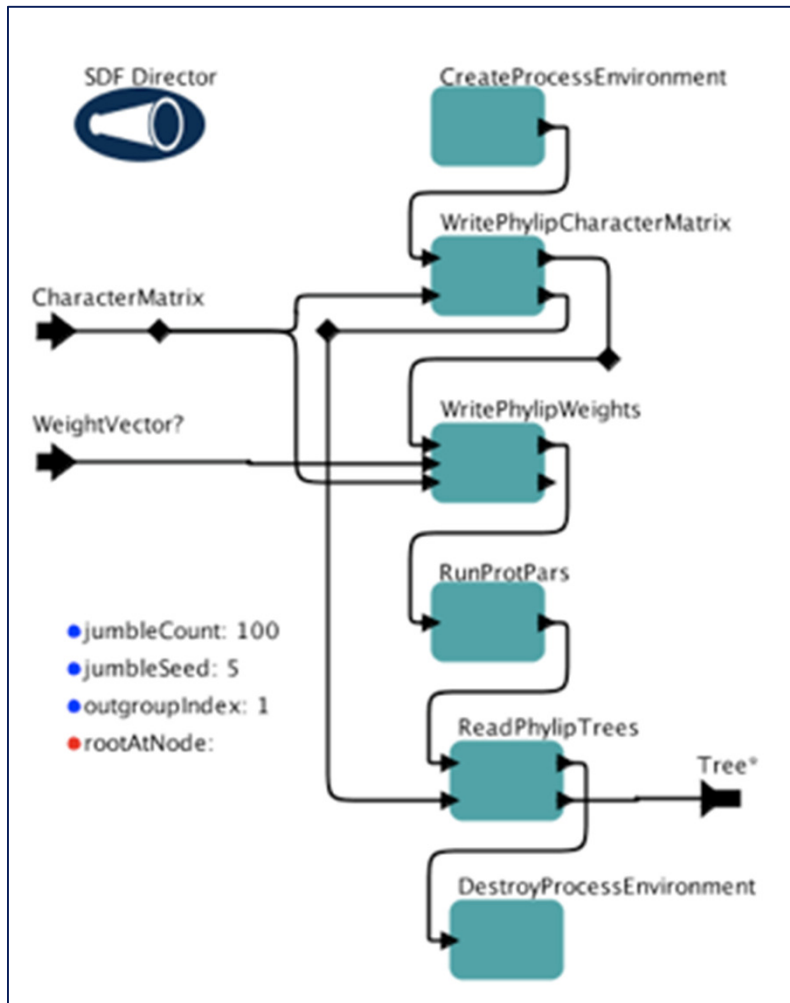 SDF Director
CreateProcessEnvironment
WritePhylipCharacterMatrix
CharacterMatrix
WritePhylipWeights
WeightVector?
RunProtPars
jumbleCount: 100
jumbleSeed: 5
outgroupIndex: 1
rootAtNode:
ReadPhylipTrees
Tree*
DestroyProcessEnvironment